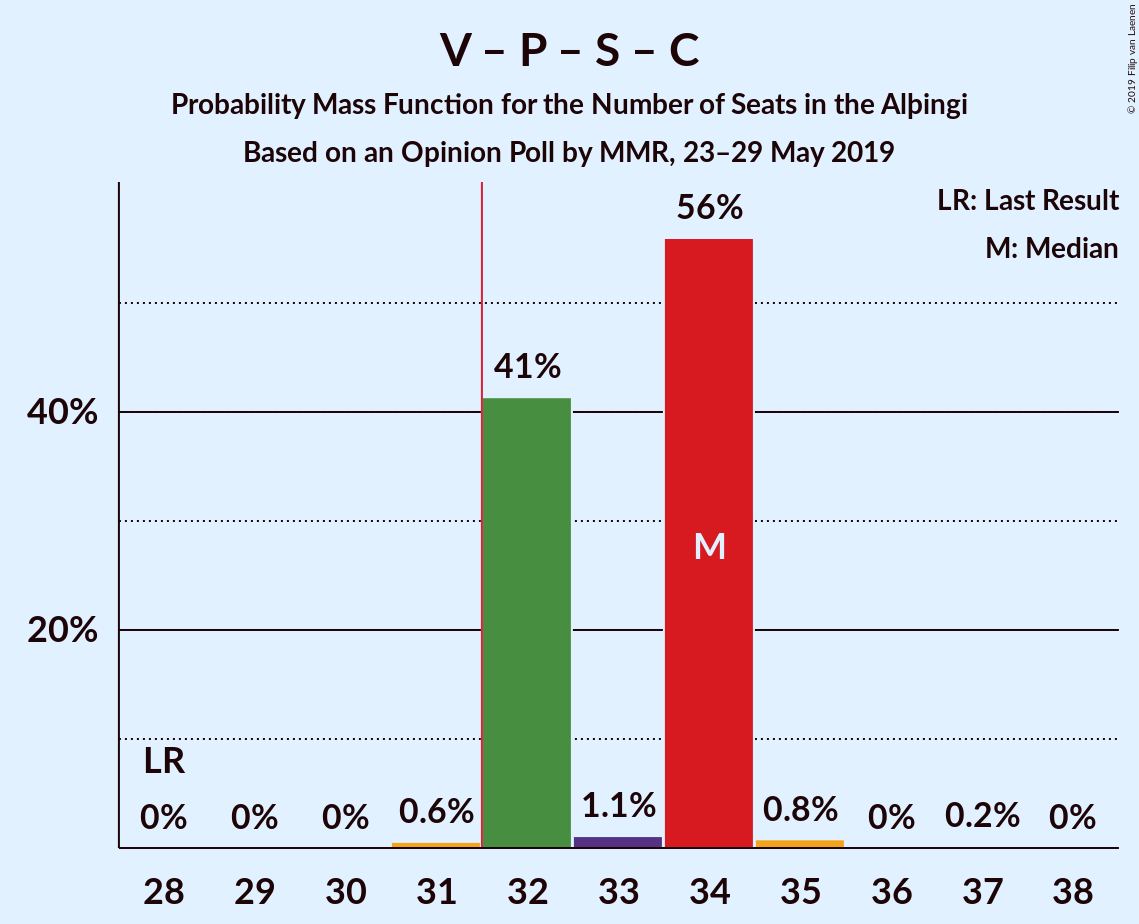 V – P – S – C
Probability Mass Function for the Number of Seats in the Alþingi
Based on an Opinion Poll by MMR, 23–29 May 2019
© 2019 Filip van Laenen
LR: Last Result
M: Median
56%
41%
40%
M
20%
LR
0% 0% 0% 0.6% 1.1% 0.8% 0% 0.2% 0%
28 29 30 31 32 33 34 35 36 37 38